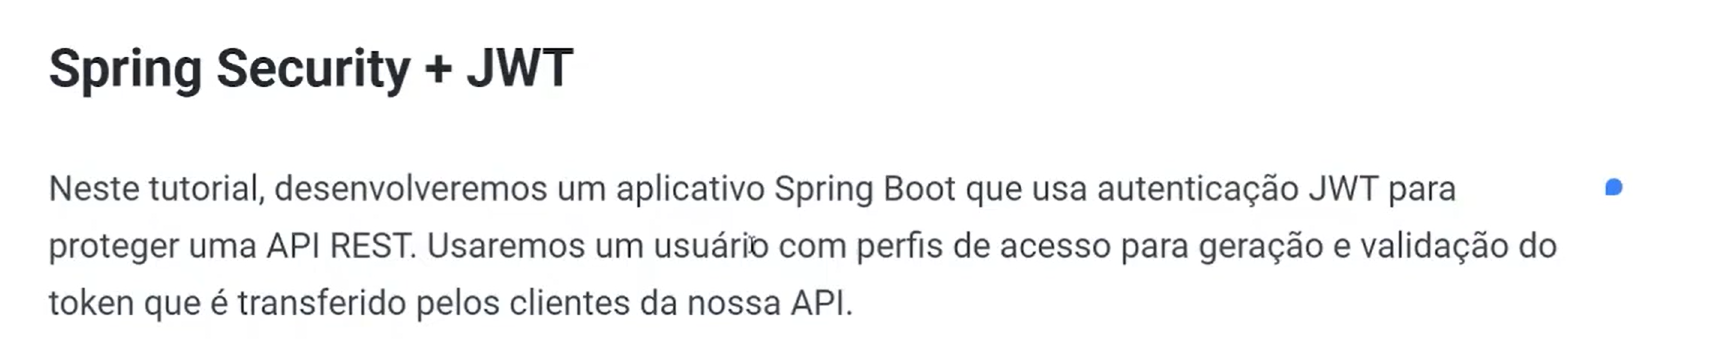 Spring Security + JWT
Neste tutorial, desenvolveremos um aplicativo Spring Boot que usa autenticação JWT para
proteger uma API REST. Usaremos um usuário com perfis de acesso para geração e validação do
token que é transferido pelos clientes da nossa API.